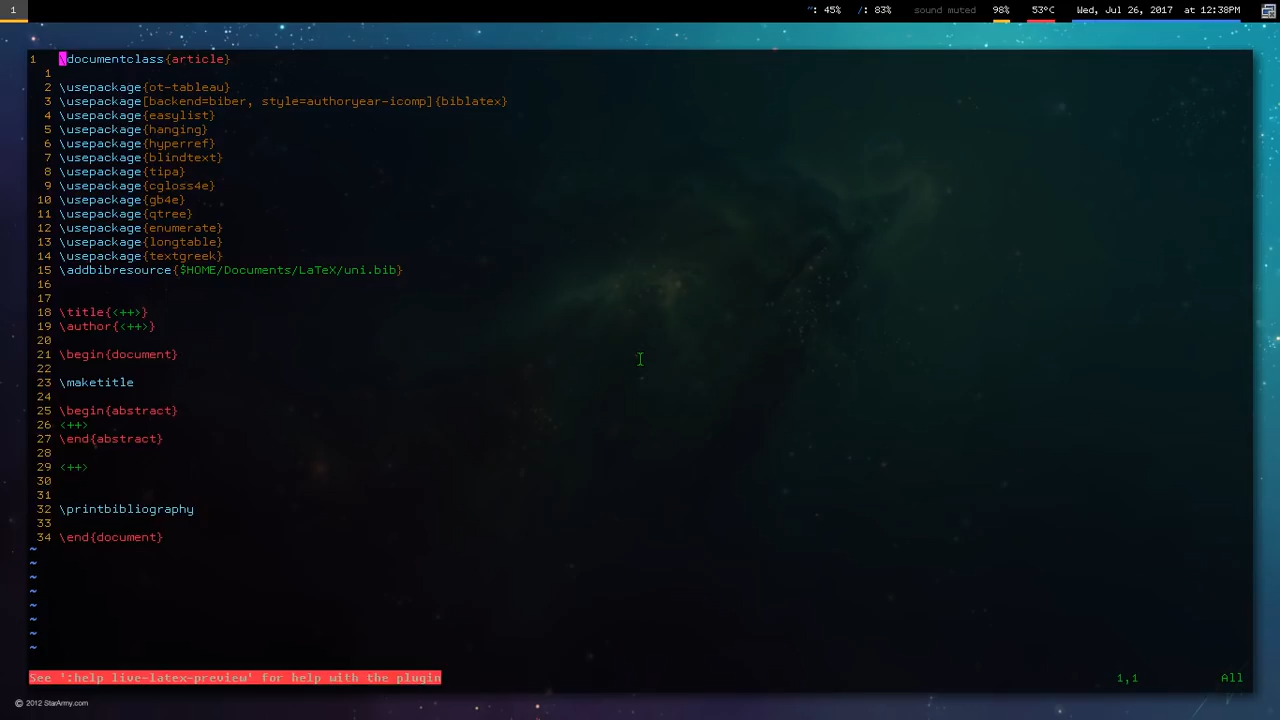 1 ~: 45% /: 83% sound muted 98% 53°C Wed, Jul 26, 2017 at 12:38PM
1 \documentclass{article}
1
2 \usepackage{ot-tableau}
3 \usepackage[backend=biber, style=authoryear-icomp]{biblatex}
4 \usepackage{easylist}
5 \usepackage{hanging}
6 \usepackage{hyperref}
7 \usepackage{blindtext}
8 \usepackage{tipa}
9 \usepackage{cgloss4e}
10 \usepackage{gb4e}
11 \usepackage{qtree}
12 \usepackage{enumerate}
13 \usepackage{longtable}
14 \usepackage{textgreek}
15 \addbibresource{$HOME/Documents/LaTeX/uni.bib}
16
17
18 \title{<++>}
19 \author{<++>}
20
21 \begin{document}
22
23 \maketitle
24
25 \begin{abstract}
26 <++>
27 \end{abstract}
28
29 <++>
30
31
32 \printbibliography
33
34 \end{document}
~
~
~
~
~
~
~
~
See ':help live-latex-preview' for help with the plugin 1,1 All
© 2012 StarArmy.com